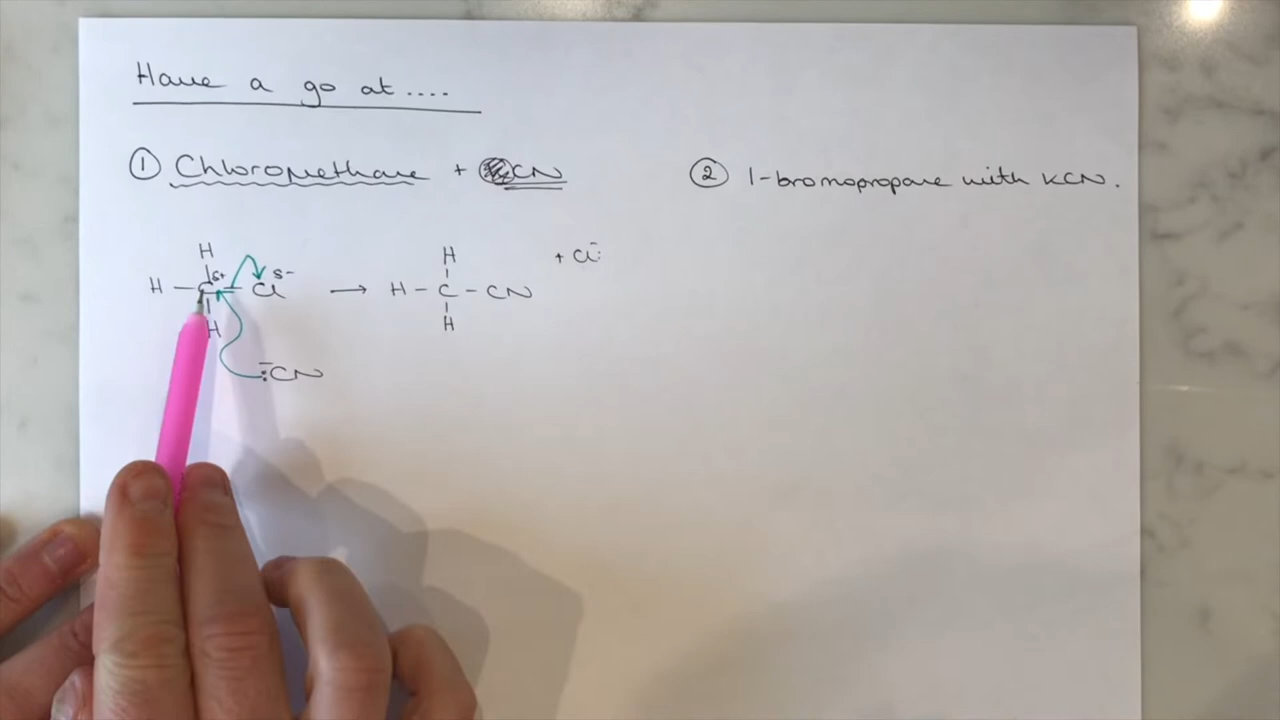 Have a go at....
① Chloromethane + CN
② 1-bromopropane with KCN.
H H + Cl:⁻
δ+ δ-
H — C — Cl → H - C - CN
H H
:⁻CN